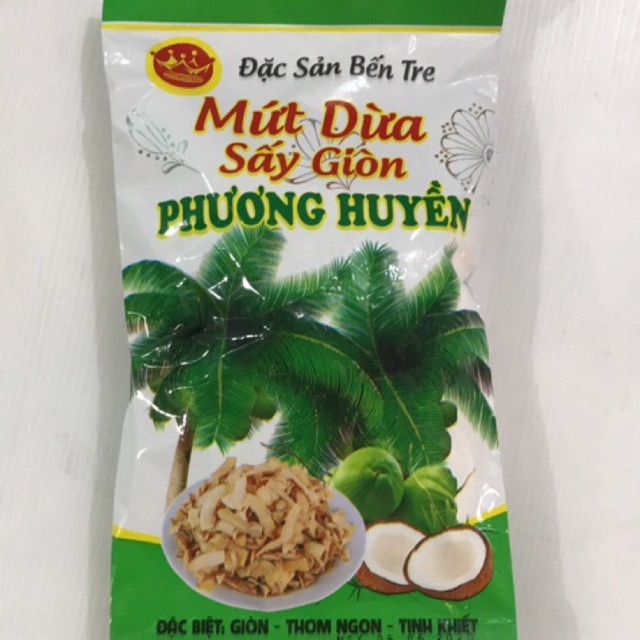 Đặc Sản Bến Tre
Mứt Dừa
Sấy Giòn
PHƯƠNG HUYỀN
ĐẶC BIỆT: GIÒN - THƠM NGON - TINH KHIẾT